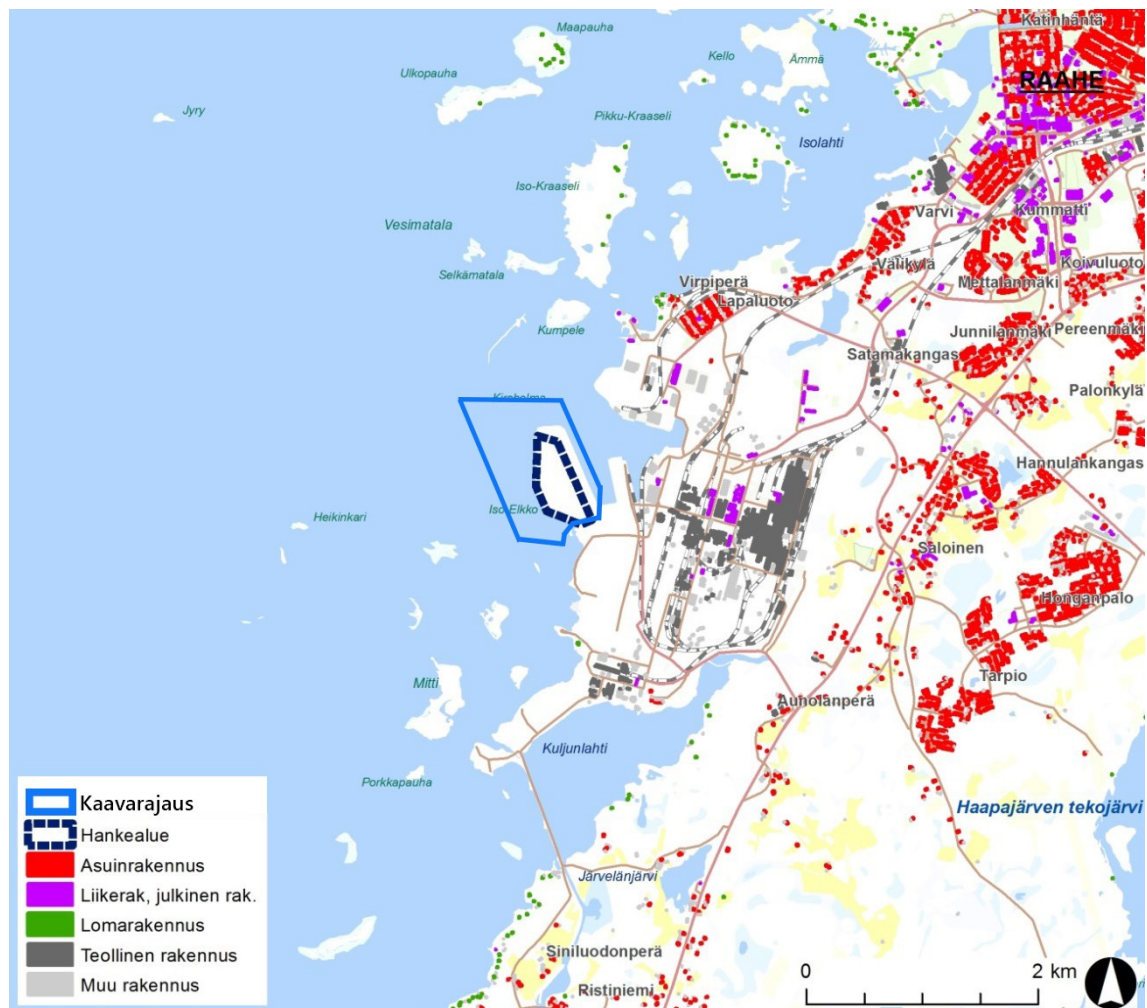 Maapauha
Katinhäntä
Kello
Ämmä
Ulkopauha
RAAHE
Jyry
Pikku-Kraaseli
Isolahti
Iso-Kraaseli
Varvi
Kummatti
Vesimatala
Välikylä
Koivuluoto
Selkämatala
Virpiperä
Mettalanmäki
Lapaluoto
Kumpele
Junnilanmäki
Pereenmäk
Satamakangas
Palonkylä
Hannulankangas
Iso-Elkko
Heikinkari
Saloinen
Honganpalo
Tarpio
Mitti
Auholanperä
Kuljunlahti
Porkkapauha
Haapajärven tekojärvi
Järvelänjärvi
Siniluodonperä
Ristiniemi
Kaavarajaus
Hankealue
Asuinrakennus
Liikerak, julkinen rak.
Lomarakennus
Teollinen rakennus
Muu rakennus
0 2 km